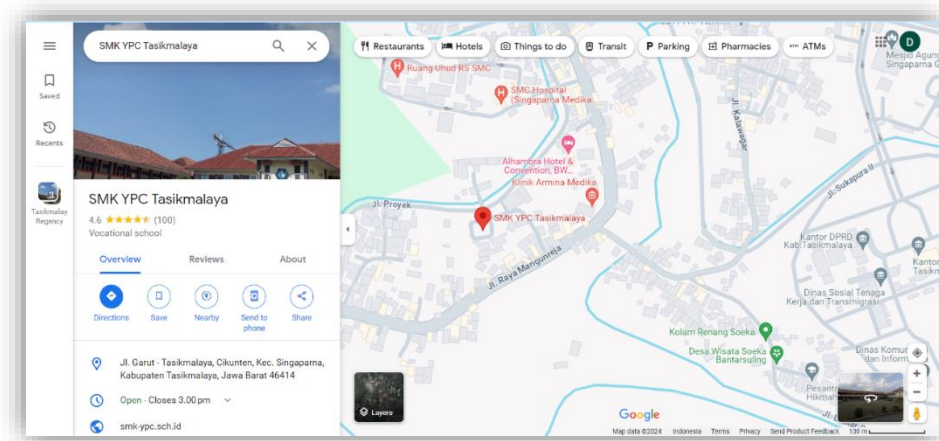 SMK YPC Tasikmalaya
Saved
Recents
Tasikmalay
Regency
SMK YPC Tasikmalaya
4.6 (100)
Vocational school
Overview Reviews About
Directions Save Nearby Send to phone Share
Jl. Garut - Tasikmalaya, Cikunten, Kec. Singaparna,
Kabupaten Tasikmalaya, Jawa Barat 46414
Open · Closes 3.00 pm
smk-ypc.sch.id
Restaurants Hotels Things to do Transit P Parking Pharmacies ATMs
D
Mesjid Agung
Singaparna
Ruang Uhud RS SMC
SMC Hospital
(Singaparna Medika
Jl. Kalawagar
Alhambra Hotel &
Convention, BW...
Klinik Armina Medika
Jl. Sukapura II
Jl. Proyek
SMK YPC Tasikmalaya
Jl. Raya Mangunreja
Kantor DPRD
Kab Tasikmalaya
Kantor
Dinas Sosial Tenaga
Kerja dan Transmigrasi
Kolam Renang Soeka
Desa Wisata Soeka
Bantarsuling
Dinas
dan Inform
Pesant
Hikmah
Layers
Google
Map data ©2024 Indonesia Terms Privacy Send Product Feedback